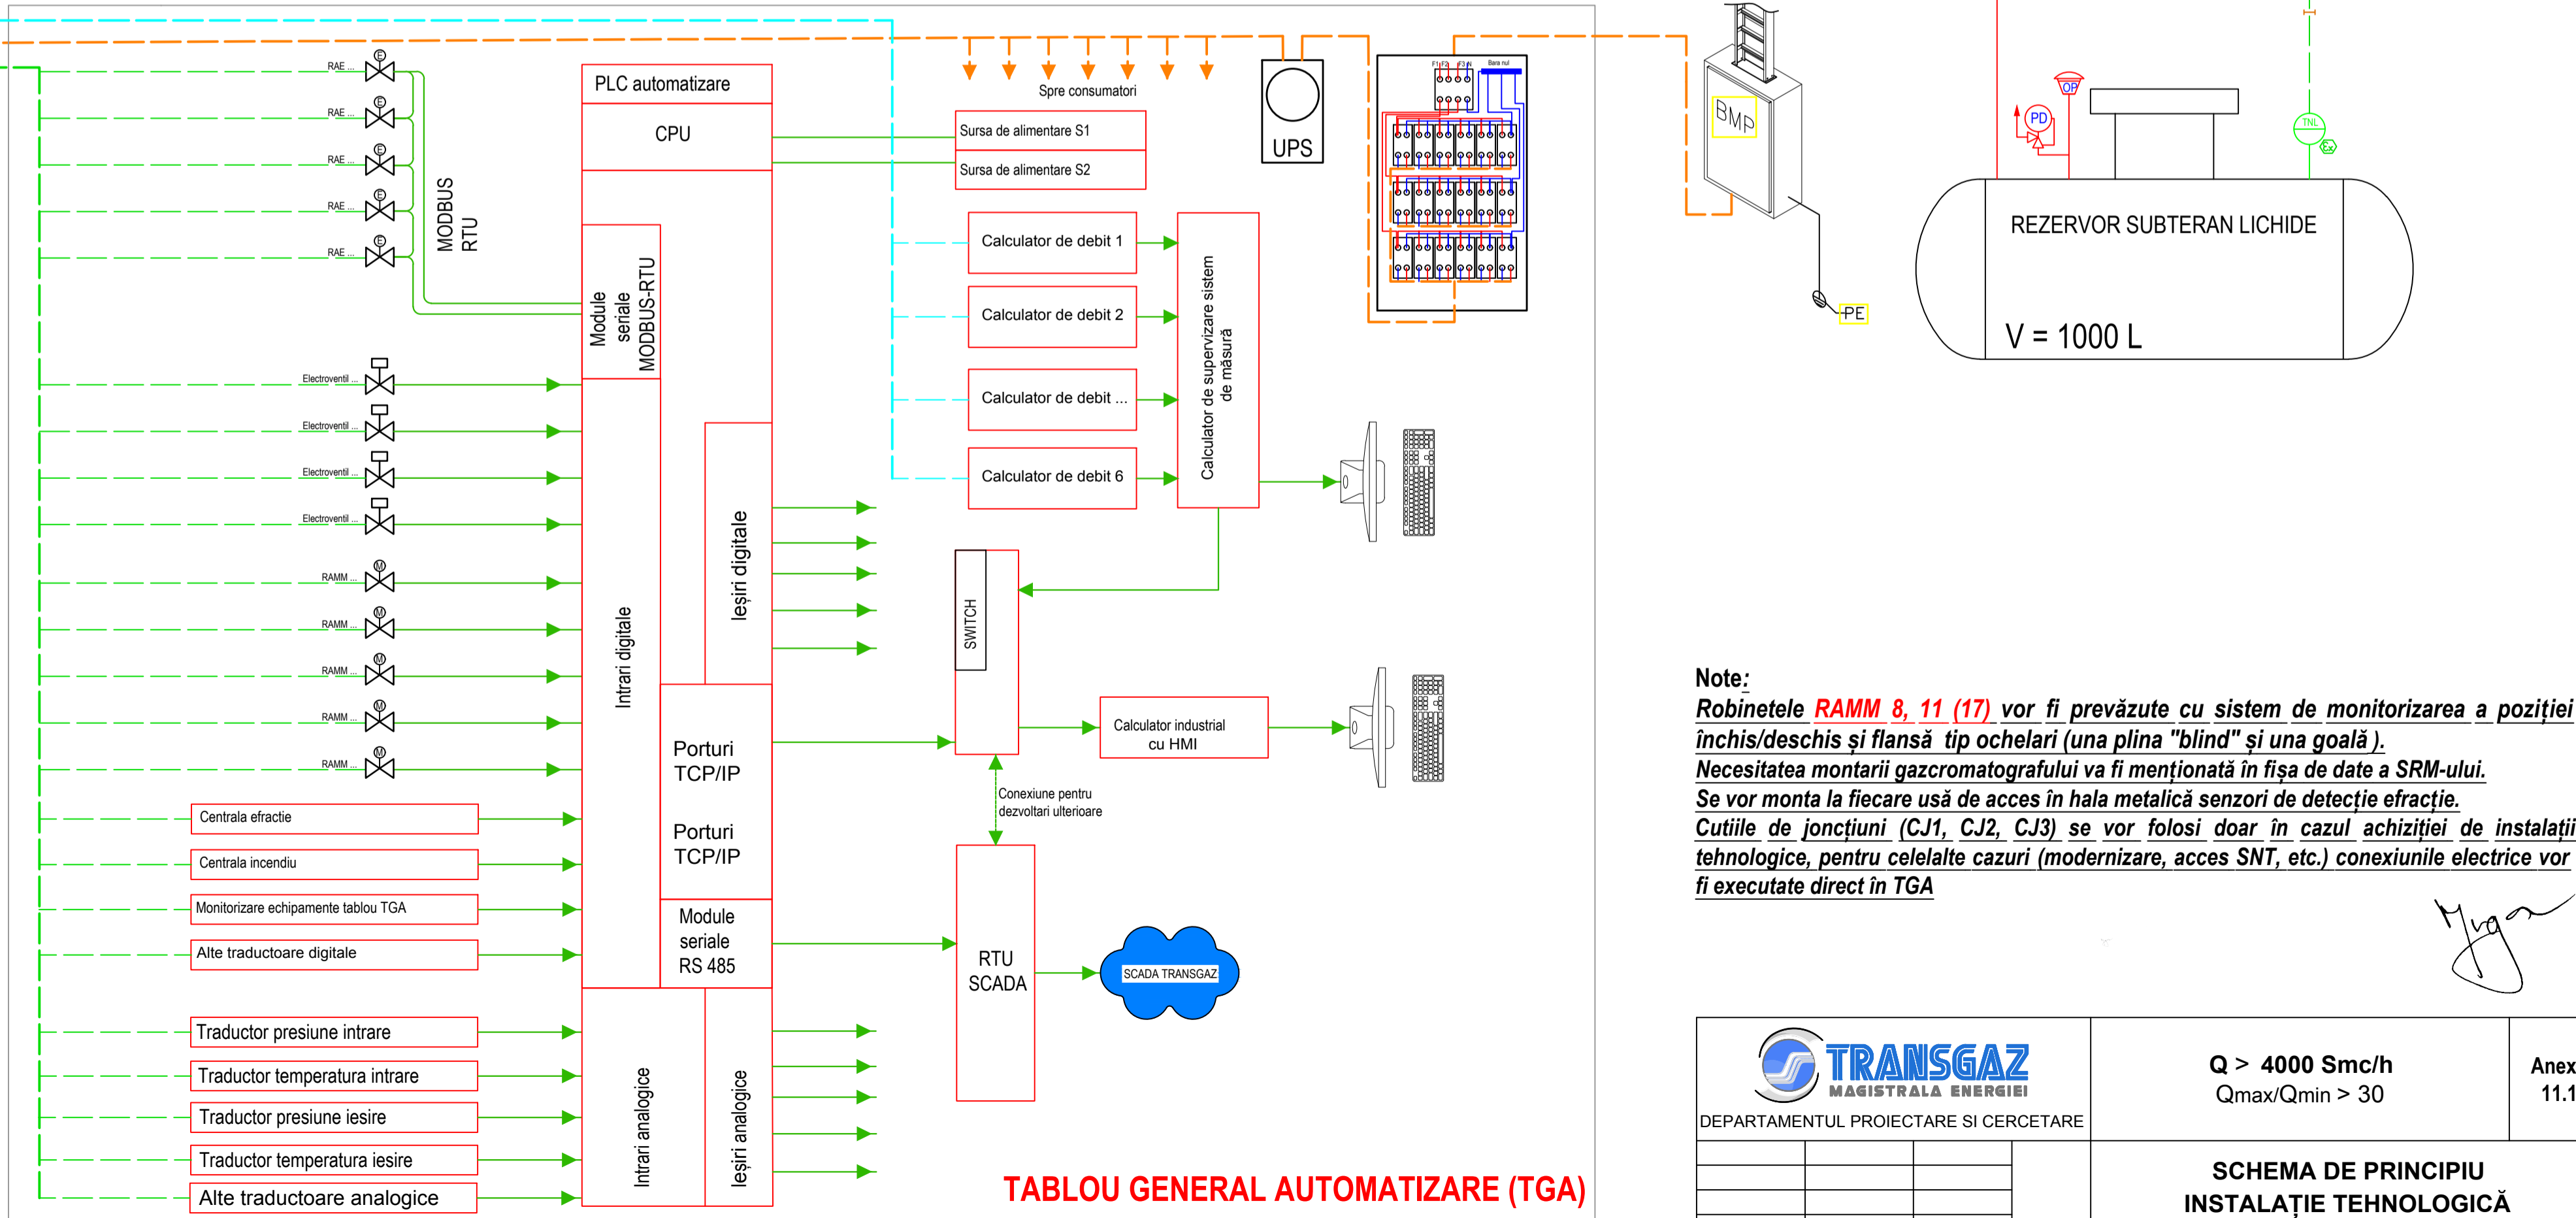 RAE ...
RAE ...
RAE ...
RAE ...
RAE ...
E
E
E
E
E
MODBUS
RTU
Electroventil ...
Electroventil ...
Electroventil ...
Electroventil ...
RAMM ...
RAMM ...
RAMM ...
RAMM ...
RAMM ...
M
M
M
M
M
Centrala efractie
Centrala incendiu
Monitorizare echipamente tablou TGA
Alte traductoare digitale
Traductor presiune intrare
Traductor temperatura intrare
Traductor presiune iesire
Traductor temperatura iesire
Alte traductoare analogice
PLC automatizare
CPU
Module
seriale
MODBUS-RTU
Intrari digitale
Ieșiri digitale
Porturi
TCP/IP
Porturi
TCP/IP
Module
seriale
RS 485
Intrari analogice
Ieșiri analogice
Spre consumatori
Sursa de alimentare S1
Sursa de alimentare S2
Calculator de debit 1
Calculator de debit 2
Calculator de debit ...
Calculator de debit 6
Calculator de supervizare sistem
de măsură
SWITCH
Calculator industrial
cu HMI
Conexiune pentru
dezvoltari ulterioare
RTU
SCADA
SCADA TRANSGAZ
UPS
F1 F2 F3 N
Bara nul
TABLOU GENERAL AUTOMATIZARE (TGA)
BMP
PE
OP
PD
TNL
Ex
REZERVOR SUBTERAN LICHIDE
V = 1000 L
Note:
Robinetele RAMM 8, 11 (17) vor fi prevăzute cu sistem de monitorizarea a poziției
închis/deschis și flansă tip ochelari (una plina "blind" și una goală ).
Necesitatea montarii gazcromatografului va fi menționată în fișa de date a SRM-ului.
Se vor monta la fiecare usă de acces în hala metalică senzori de detecție efracție.
Cutiile de joncțiuni (CJ1, CJ2, CJ3) se vor folosi doar în cazul achiziției de instalații
tehnologice, pentru celelalte cazuri (modernizare, acces SNT, etc.) conexiunile electrice vor
fi executate direct în TGA
TRANSGAZ
MAGISTRALA ENERGIEI
DEPARTAMENTUL PROIECTARE SI CERCETARE
Q > 4000 Smc/h
Qmax/Qmin > 30
Anex
11.1
SCHEMA DE PRINCIPIU
INSTALAȚIE TEHNOLOGICĂ